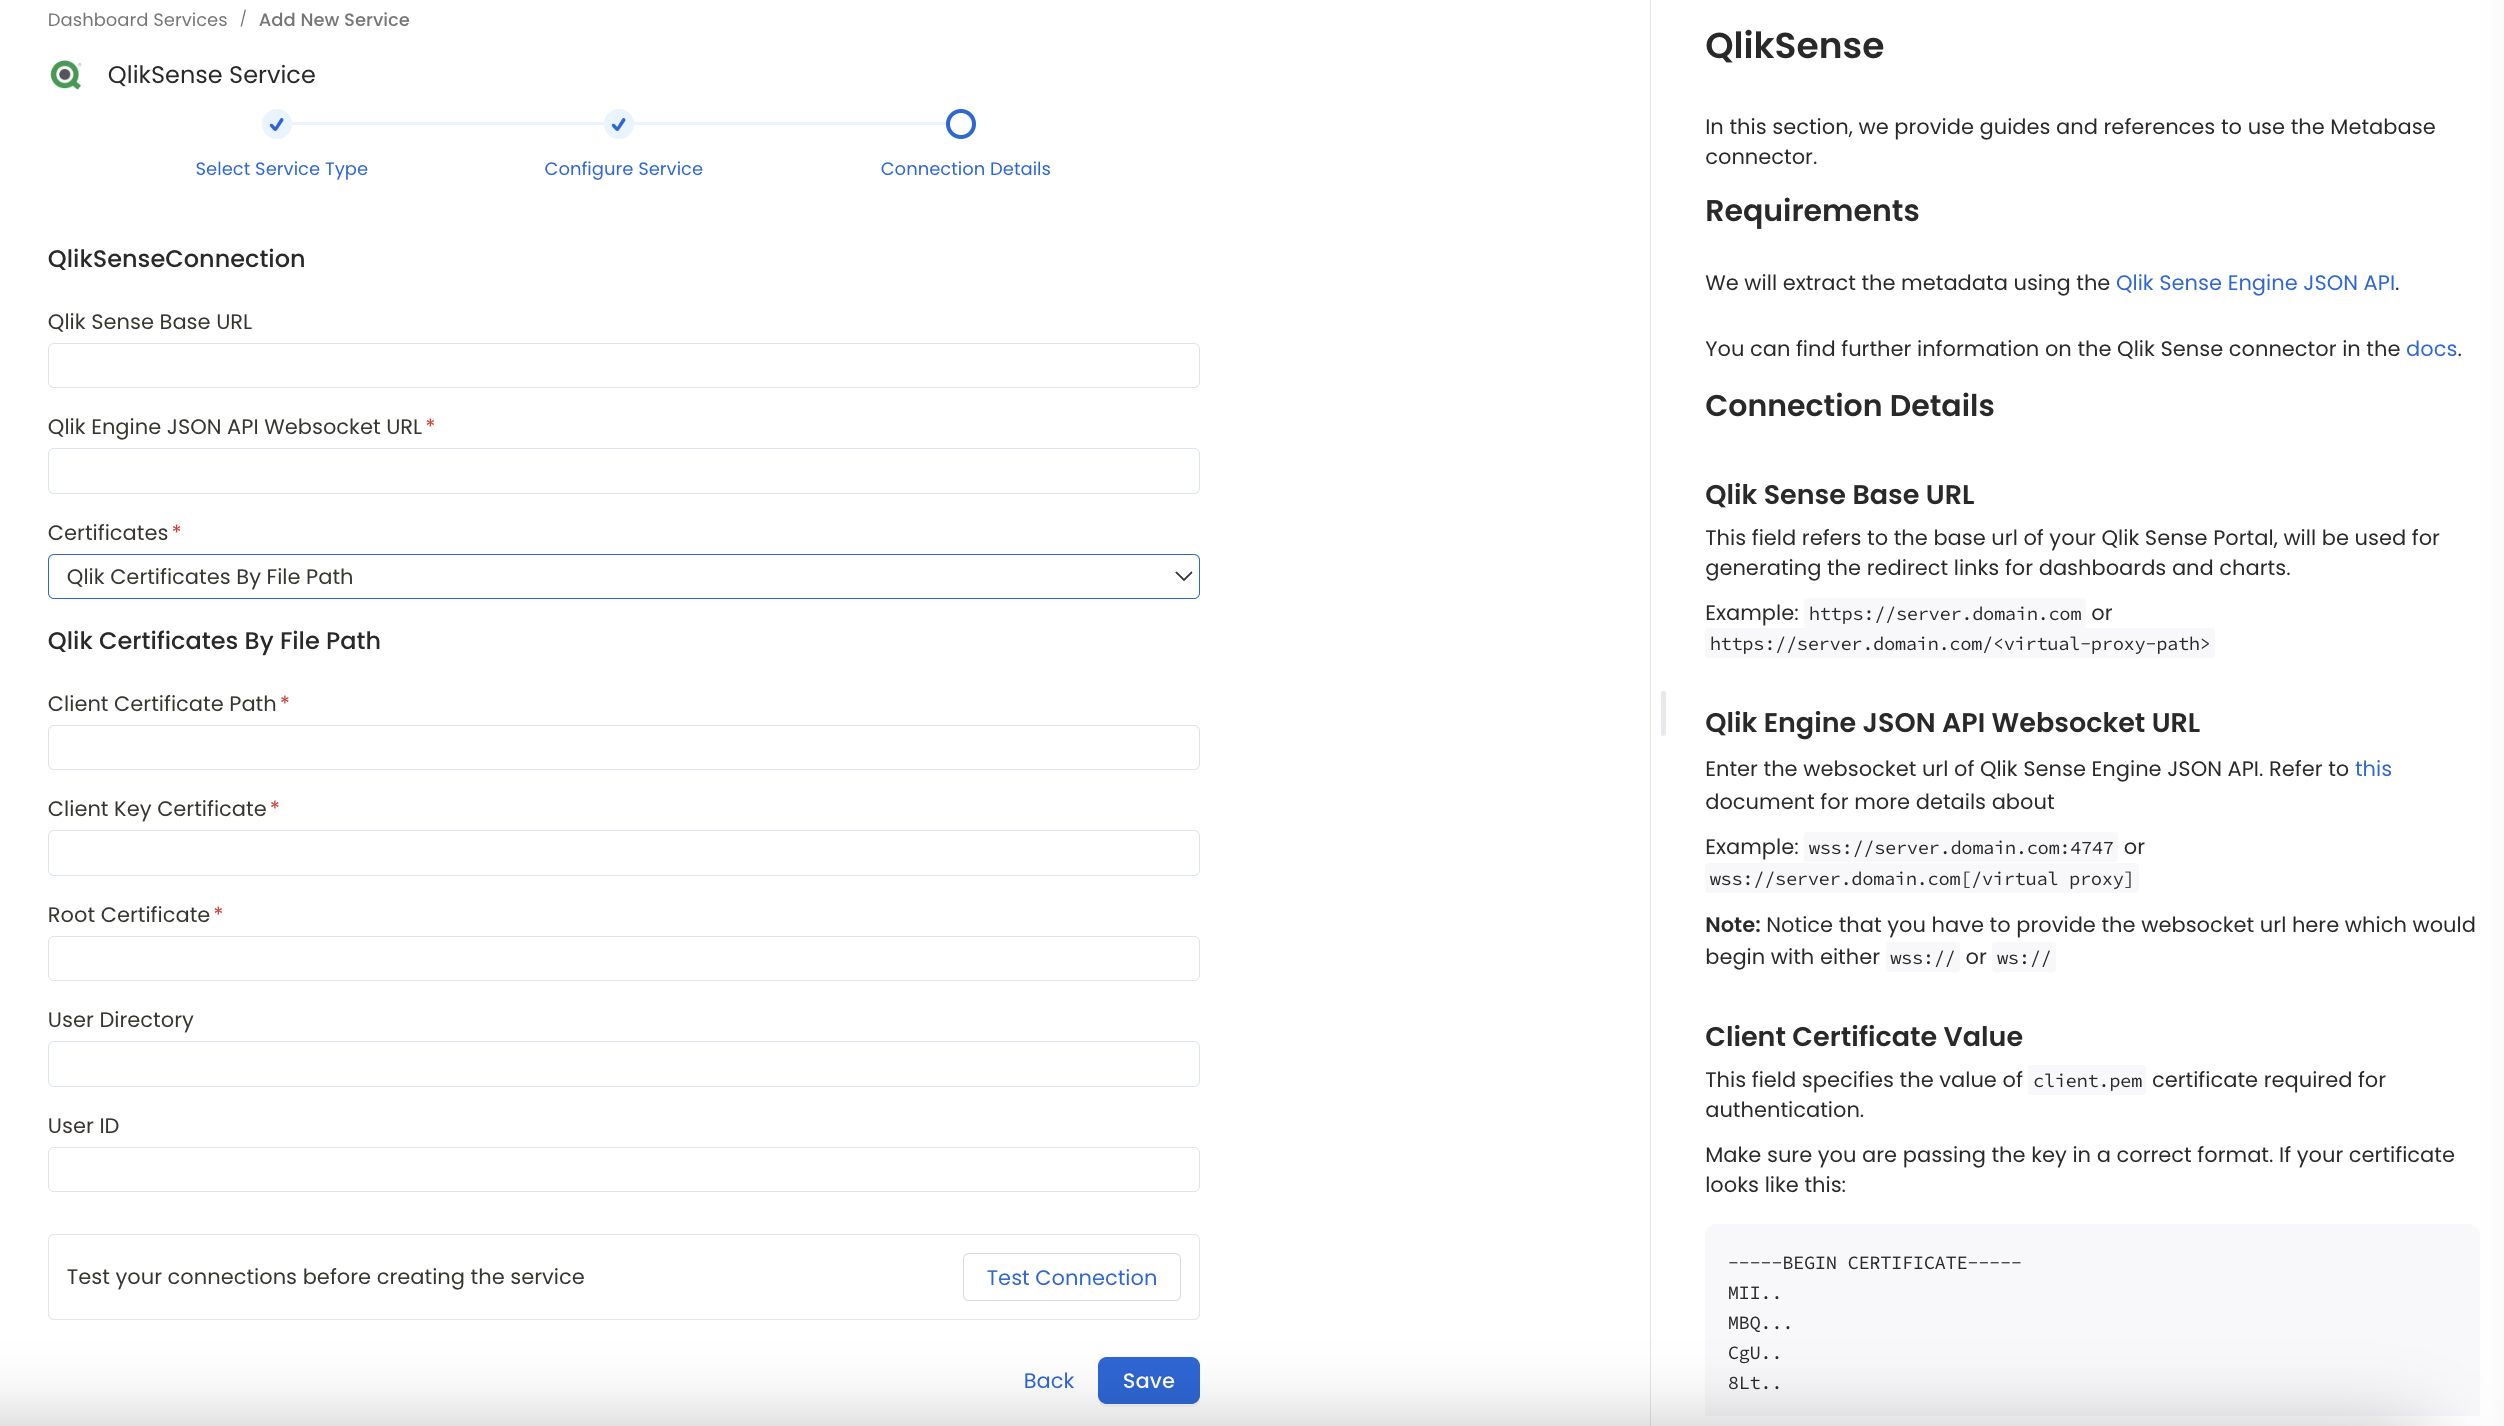 Dashboard Services / Add New Service
QlikSense Service
Select Service Type
Configure Service
Connection Details
QlikSenseConnection
Qlik Sense Base URL
Qlik Engine JSON API Websocket URL*
Certificates*
Qlik Certificates By File Path
Qlik Certificates By File Path
Client Certificate Path*
Client Key Certificate*
Root Certificate*
User Directory
User ID
Test your connections before creating the service
Test Connection
Back
Save
QlikSense
In this section, we provide guides and references to use the Metabase
connector.
Requirements
We will extract the metadata using the Qlik Sense Engine JSON API.
You can find further information on the Qlik Sense connector in the docs.
Connection Details
Qlik Sense Base URL
This field refers to the base url of your Qlik Sense Portal, will be used for
generating the redirect links for dashboards and charts.
Example: https://server.domain.com or
https://server.domain.com/<virtual-proxy-path>
Qlik Engine JSON API Websocket URL
Enter the websocket url of Qlik Sense Engine JSON API. Refer to this
document for more details about
Example: wss://server.domain.com:4747 or
wss://server.domain.com[/virtual proxy]
Note: Notice that you have to provide the websocket url here which would
begin with either wss:// or ws://
Client Certificate Value
This field specifies the value of client.pem certificate required for
authentication.
Make sure you are passing the key in a correct format. If your certificate
looks like this:
-----BEGIN CERTIFICATE-----
MII..
MBQ...
CgU..
8Lt..